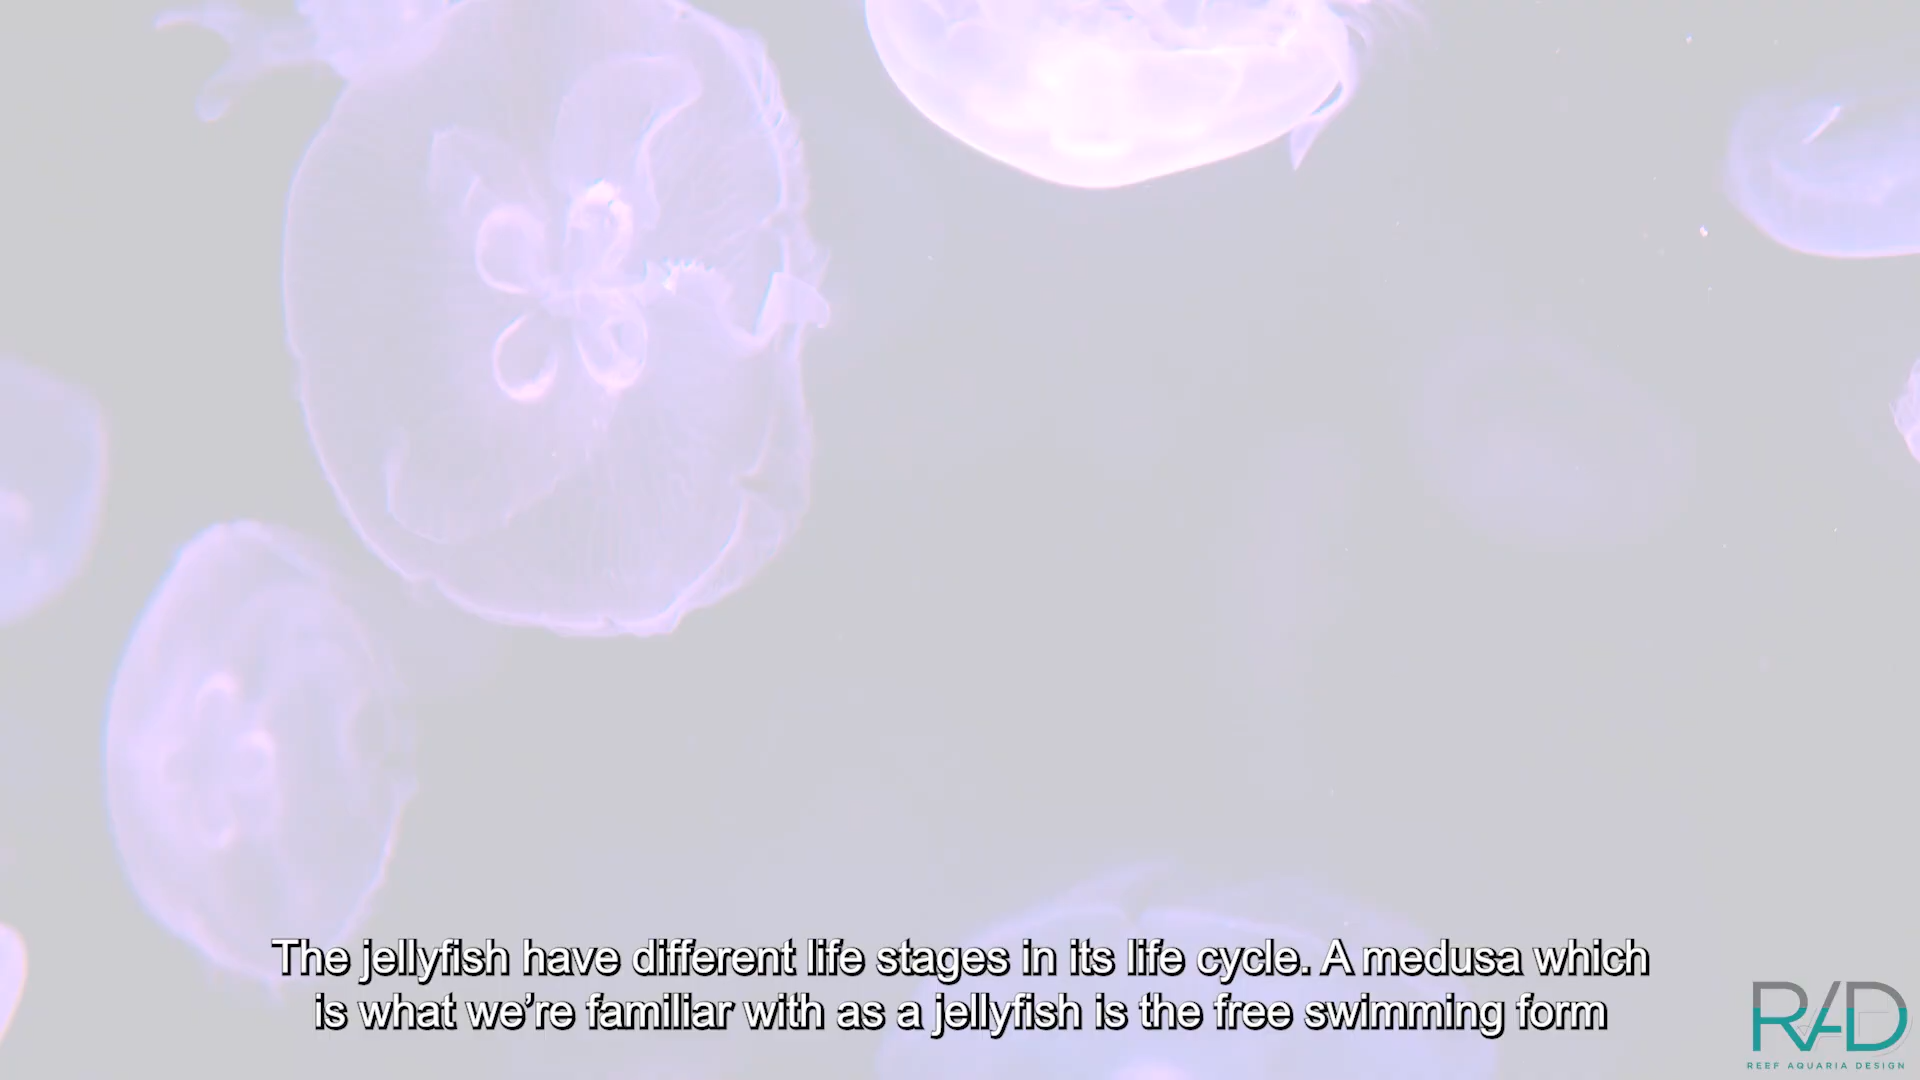 The jellyfish have different life stages in its life cycle. A medusa which
is what we’re familiar with as a jellyfish is the free swimming form
RAD
REEF AQUARIA DESIGN